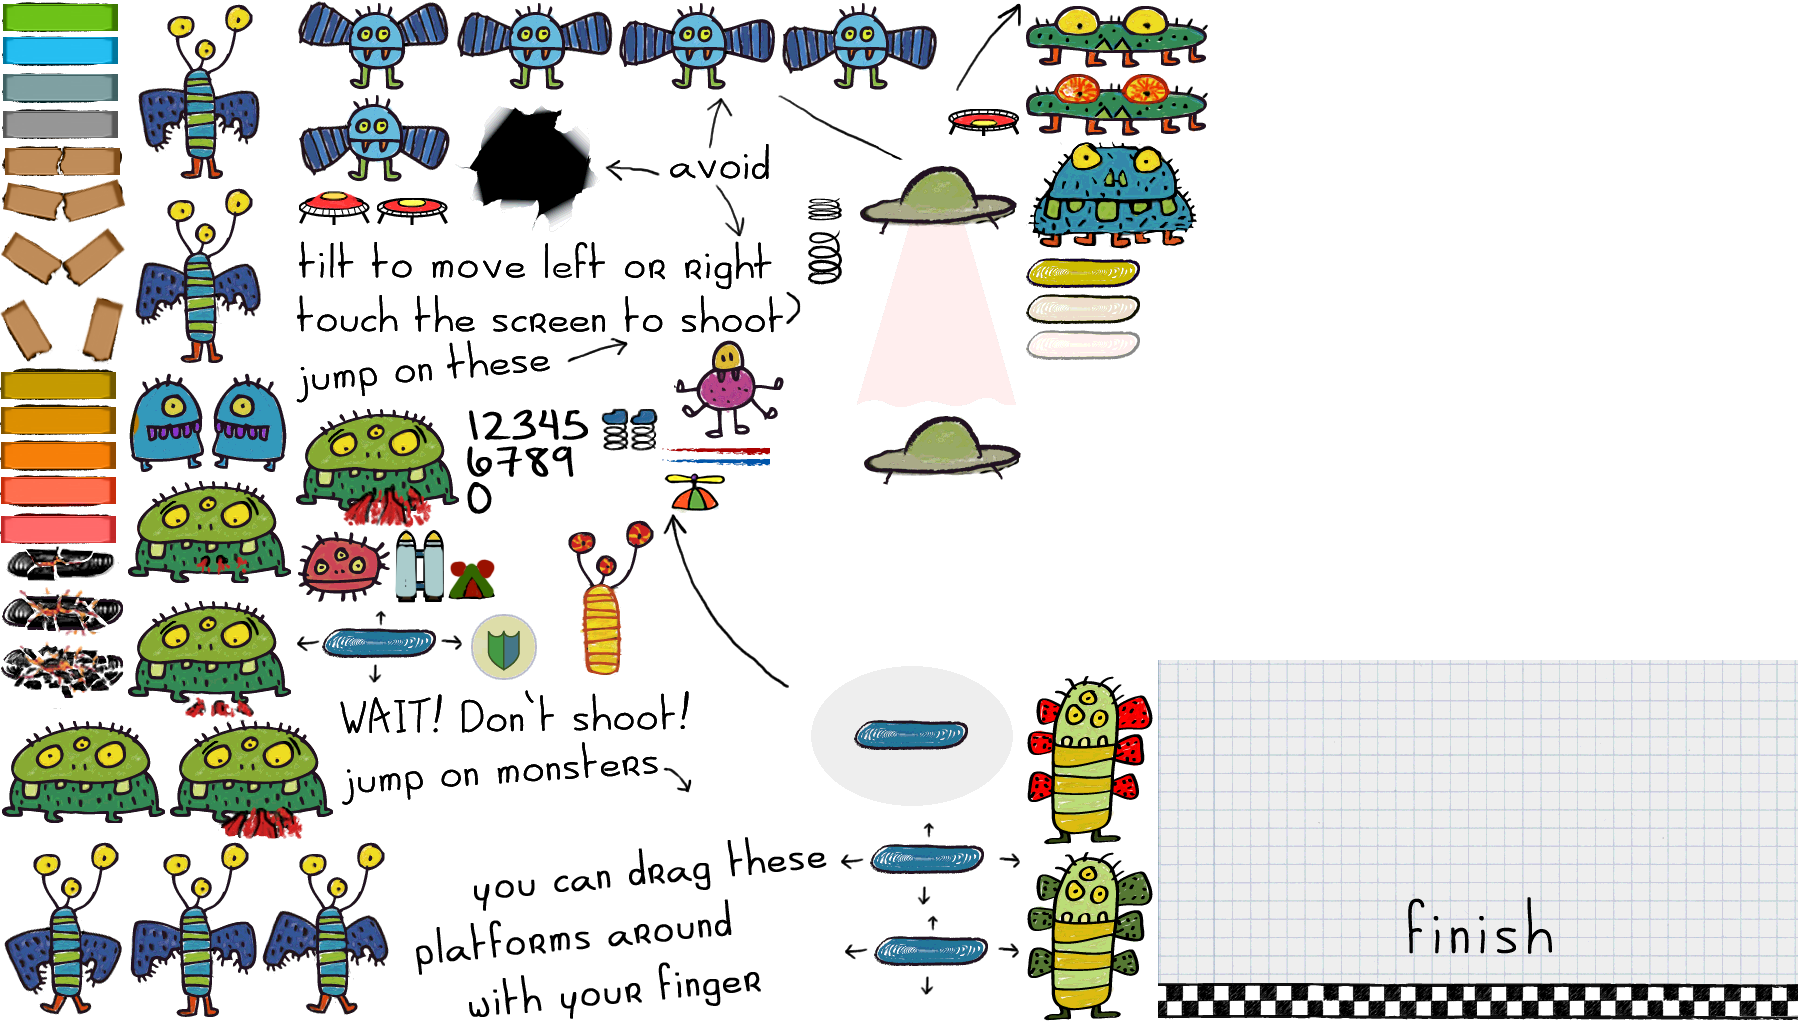 avoid
tilt to move left or right
touch the screen to shoot)
jump on these
12345
6789
0
WAIT! Don't shoot!
jump on monsters
you can drag these
platforms around
with your finger
finish